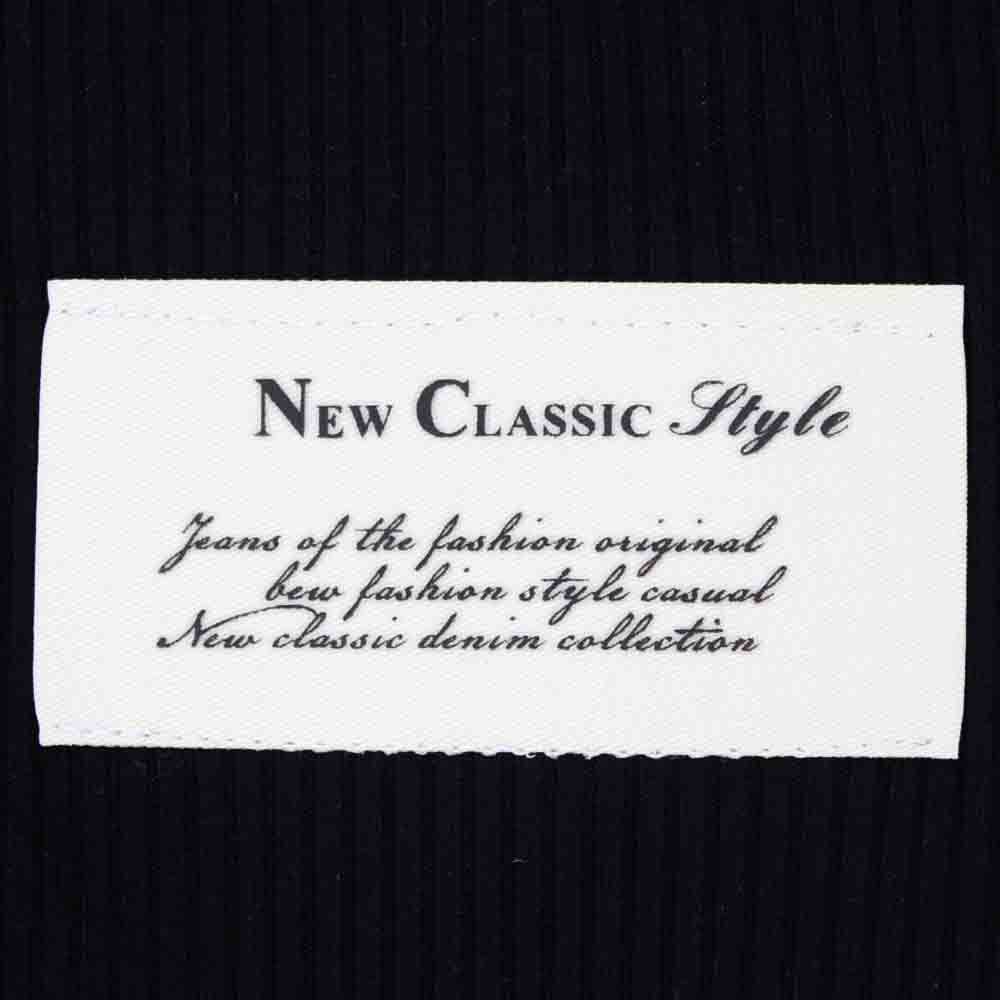 New Classic Style
Jeans of the fashion original
bew fashion style casual
New classic denim collection